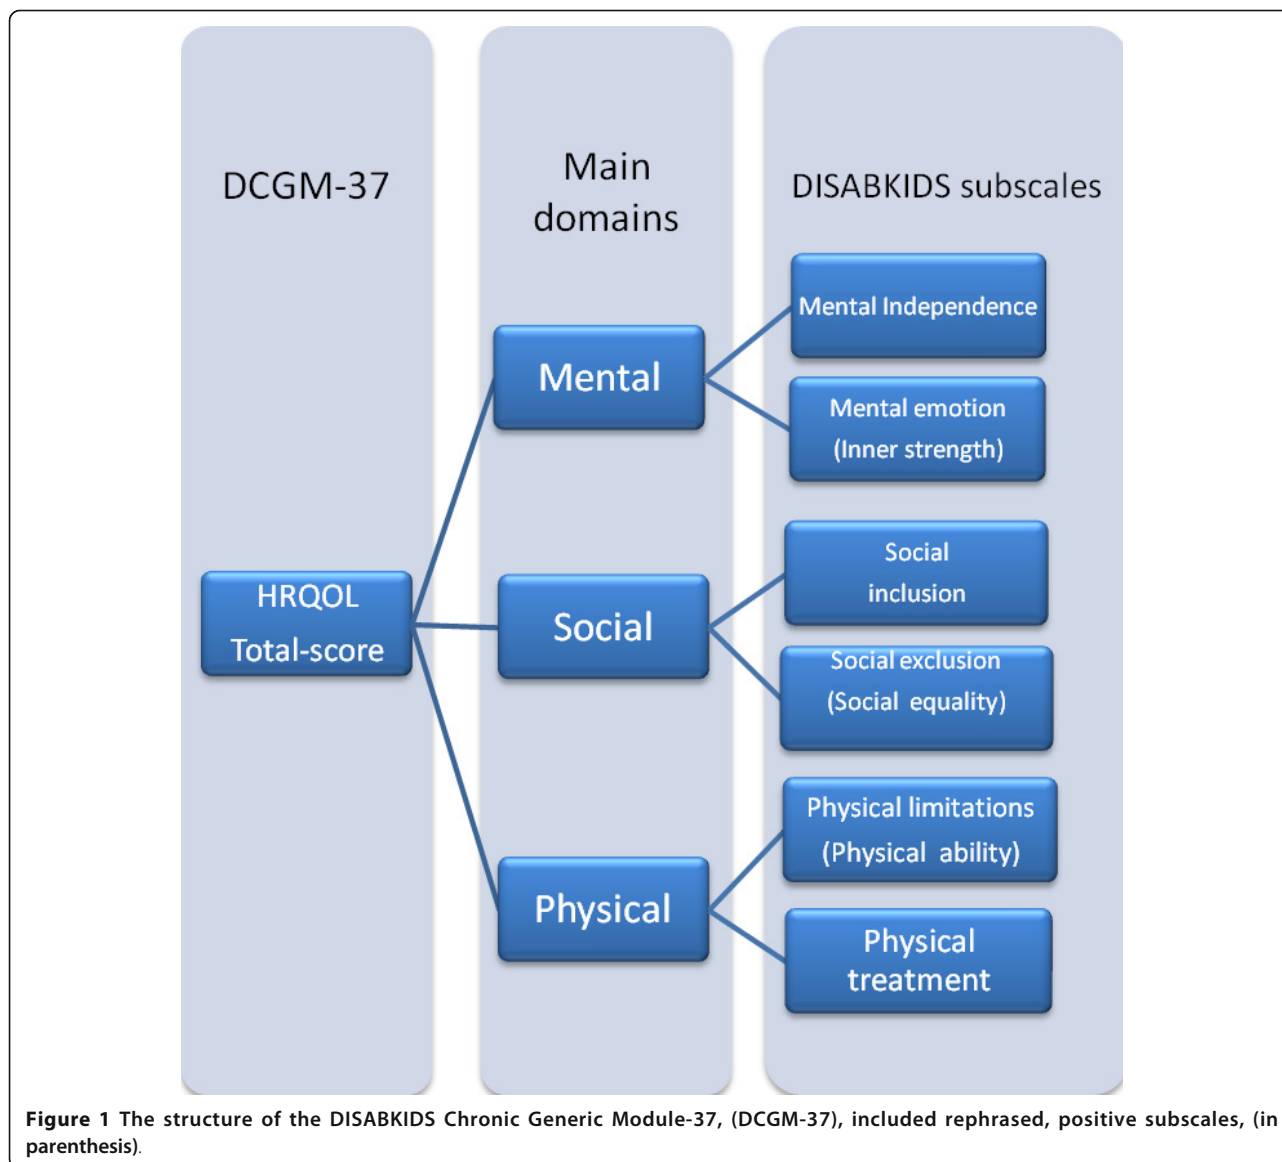 DCGM-37
Main
domains
DISABKIDS subscales
HRQOL
Total-score
Mental
Social
Physical
Mental Independence
Mental emotion
(Inner strength)
Social
inclusion
Social exclusion
(Social equality)
Physical limitations
(Physical ability)
Physical
treatment
Figure 1 The structure of the DISABKIDS Chronic Generic Module-37, (DCGM-37), included rephrased, positive subscales, (in
parenthesis).